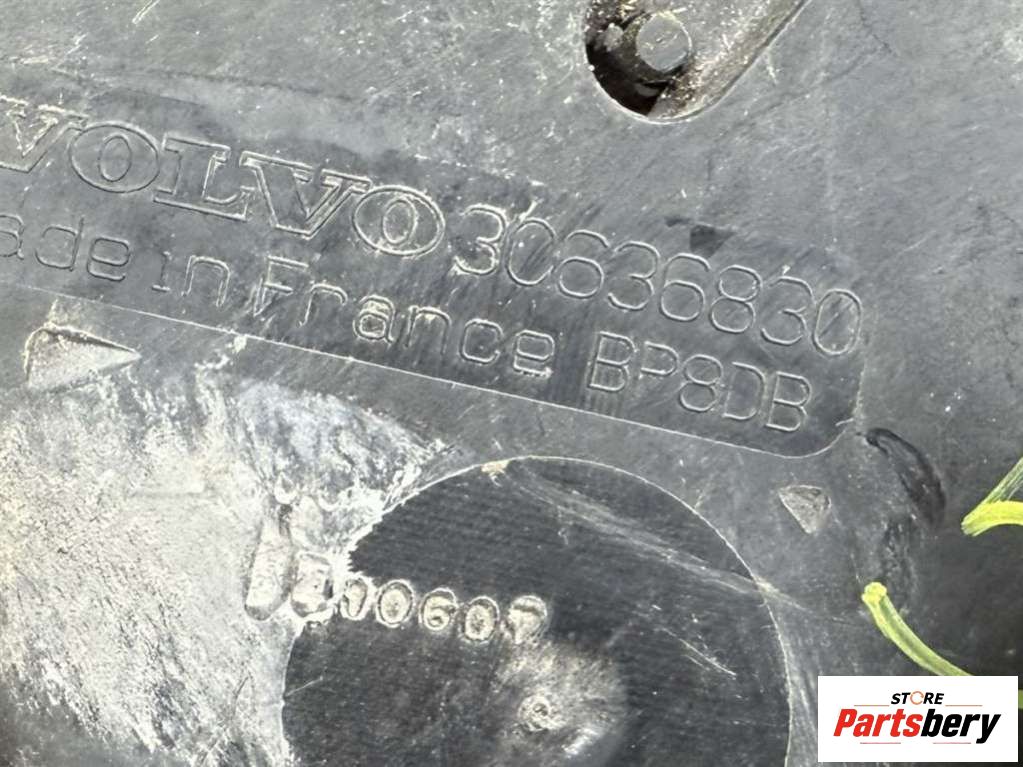 VOLVO 30636830
ade in France BP8DB
STORE
Partsbery